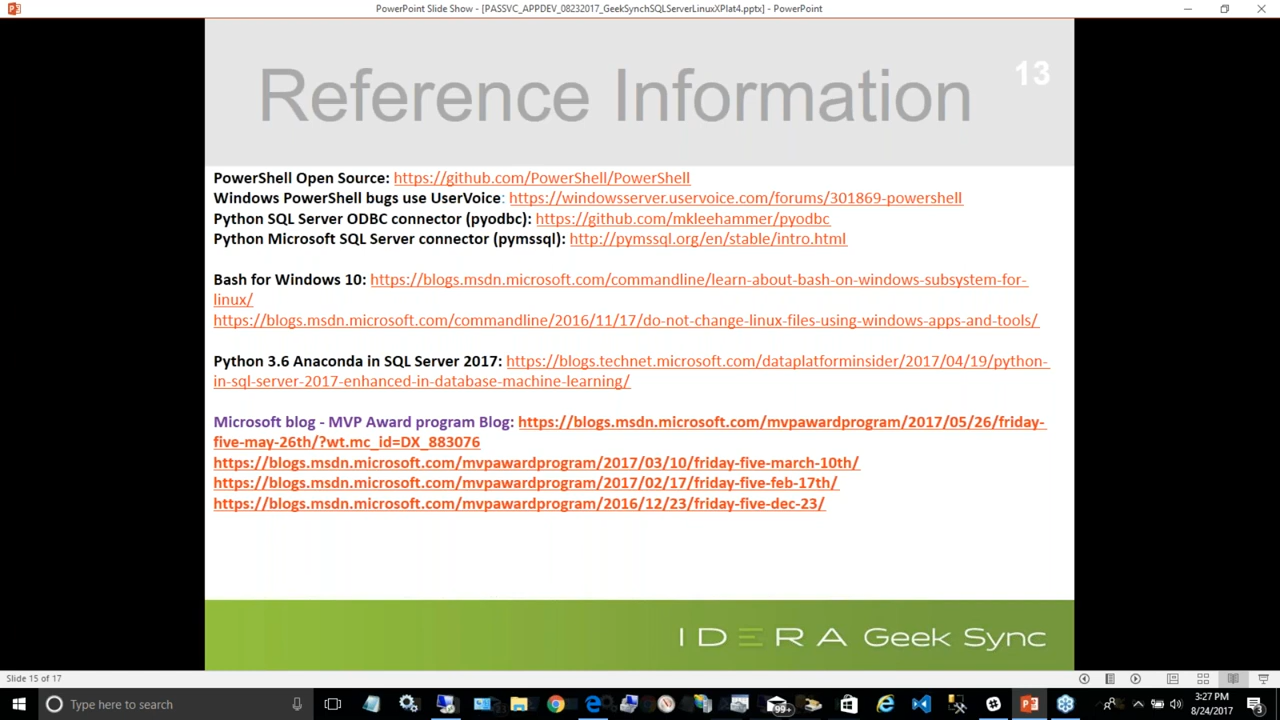 PowerPoint Slide Show - [PASSVC_APPDEV_08232017_GeekSynchSQLServerLinuxXPlat4.pptx] - PowerPoint
13
Reference Information
PowerShell Open Source: https://github.com/PowerShell/PowerShell
Windows PowerShell bugs use UserVoice: https://windowsserver.uservoice.com/forums/301869-powershell
Python SQL Server ODBC connector (pyodbc): https://github.com/mkleehammer/pyodbc
Python Microsoft SQL Server connector (pymssql): http://pymssql.org/en/stable/intro.html
Bash for Windows 10: https://blogs.msdn.microsoft.com/commandline/learn-about-bash-on-windows-subsystem-for-
linux/
https://blogs.msdn.microsoft.com/commandline/2016/11/17/do-not-change-linux-files-using-windows-apps-and-tools/
Python 3.6 Anaconda in SQL Server 2017: https://blogs.technet.microsoft.com/dataplatforminsider/2017/04/19/python-
in-sql-server-2017-enhanced-in-database-machine-learning/
Microsoft blog - MVP Award program Blog: https://blogs.msdn.microsoft.com/mvpawardprogram/2017/05/26/friday-
five-may-26th/?wt.mc_id=DX_883076
https://blogs.msdn.microsoft.com/mvpawardprogram/2017/03/10/friday-five-march-10th/
https://blogs.msdn.microsoft.com/mvpawardprogram/2017/02/17/friday-five-feb-17th/
https://blogs.msdn.microsoft.com/mvpawardprogram/2016/12/23/friday-five-dec-23/
IDERA Geek Sync
Slide 15 of 17
Type here to search
99+
3:27 PM
8/24/2017
3